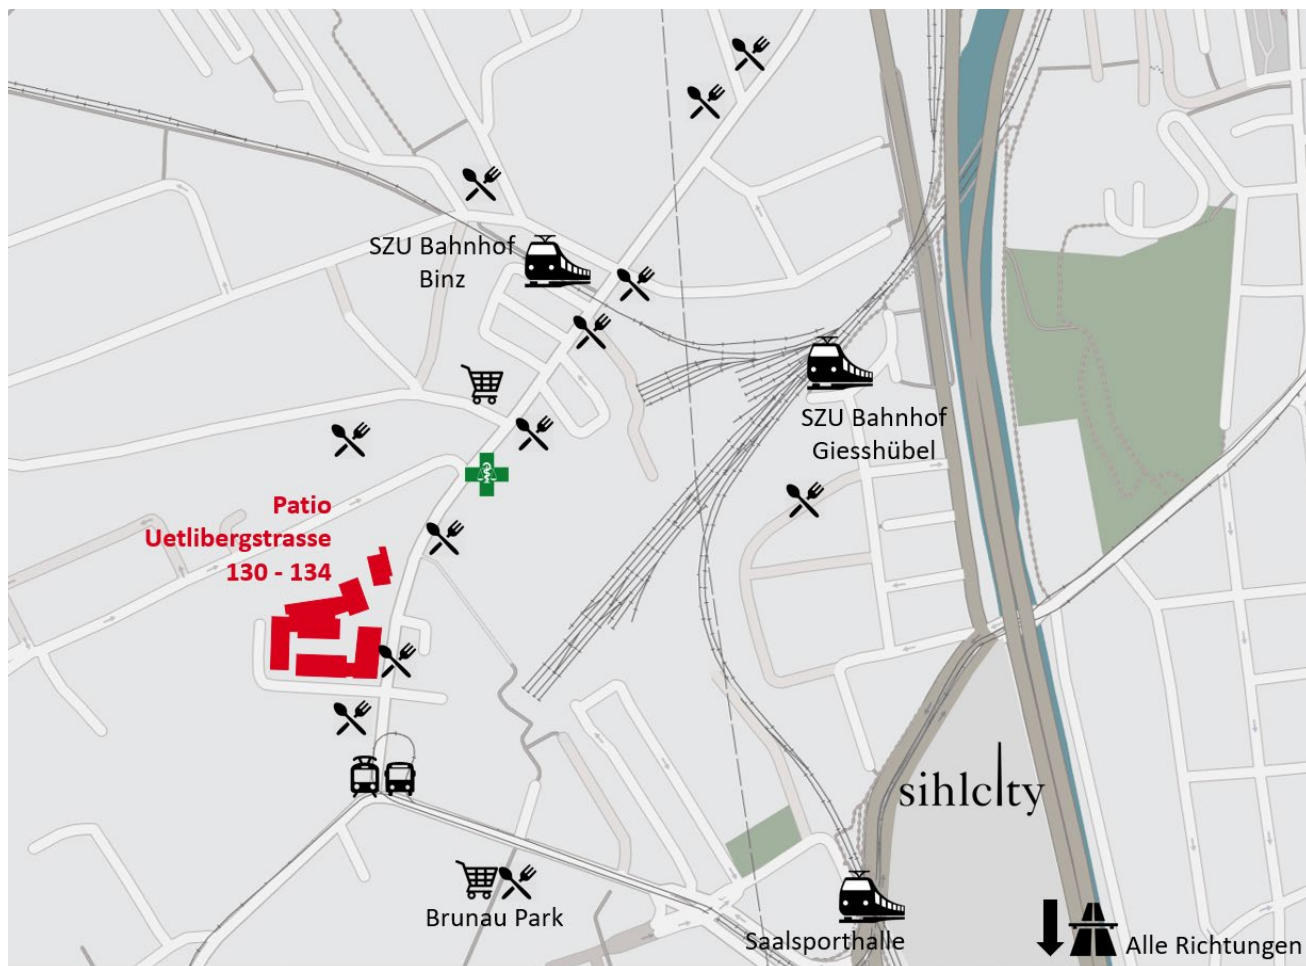 SZU Bahnhof
Binz
SZU Bahnhof
Giesshübel
Patio
Uetlibergstrasse
130 - 134
sihlcity
Brunau Park
Saalsporthalle
Alle Richtungen